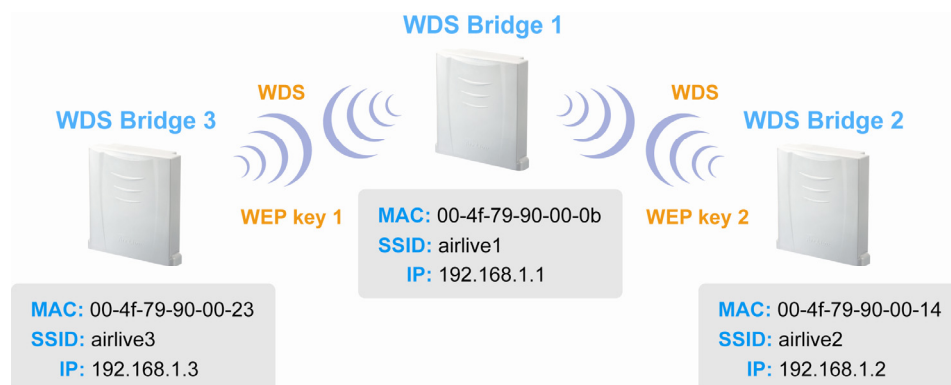 WDS Bridge 1
WDS
WDS
WDS Bridge 3
WDS Bridge 2
WEP key 1
WEP key 2
MAC: 00-4f-79-90-00-0b
SSID: airlive1
IP: 192.168.1.1
MAC: 00-4f-79-90-00-23
SSID: airlive3
IP: 192.168.1.3
MAC: 00-4f-79-90-00-14
SSID: airlive2
IP: 192.168.1.2